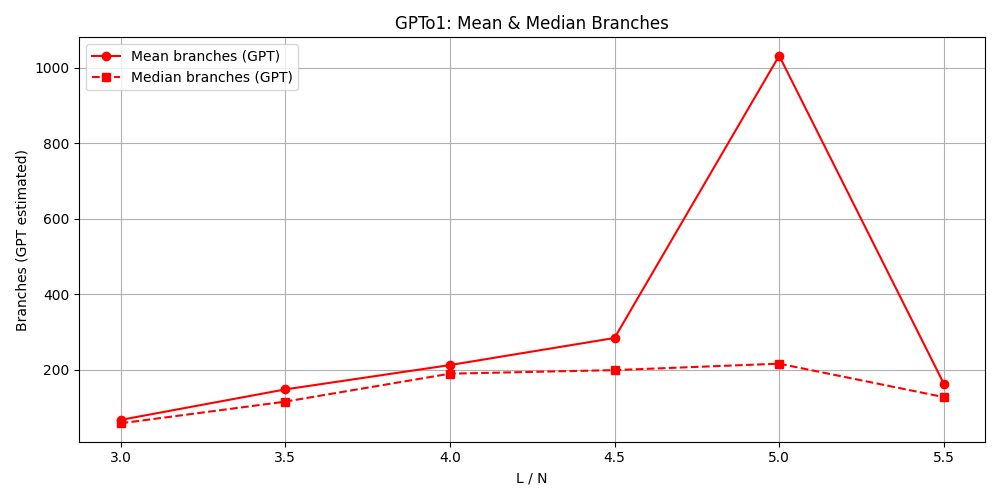 GPTo1: Mean & Median Branches
Mean branches (GPT)
Median branches (GPT)
Branches (GPT estimated)
1000
800
600
400
200
3.0 3.5 4.0 4.5 5.0 5.5
L / N